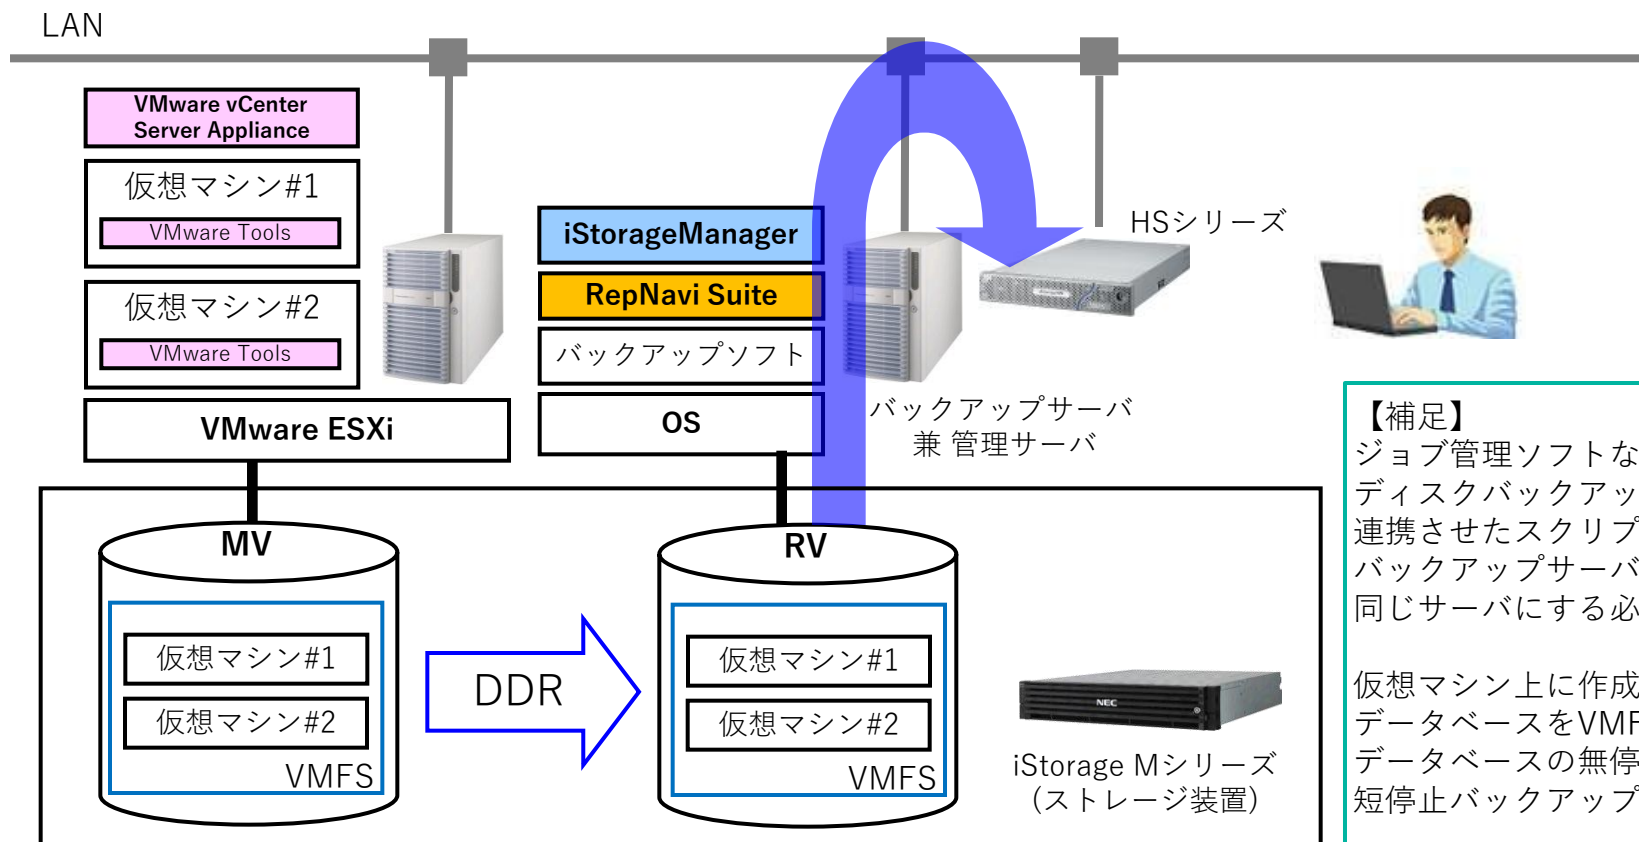 LAN
VMware vCenter
Server Appliance
仮想マシン#1
VMware Tools
仮想マシン#2
VMware Tools
VMware ESXi
iStorageManager
RepNavi Suite
バックアップソフト
OS
バックアップサーバ
兼 管理サーバ
HSシリーズ
MV
仮想マシン#1
仮想マシン#2
VMFS
DDR
RV
仮想マシン#1
仮想マシン#2
VMFS
NEC
iStorage Mシリーズ
(ストレージ装置)
【補足】
ジョブ管理ソフトな
ディスクバックアッ
連携させたスクリプ
バックアップサーバ
同じサーバにする必
仮想マシン上に作成
データベースをVMF
データベースの無停
短停止バックアップ